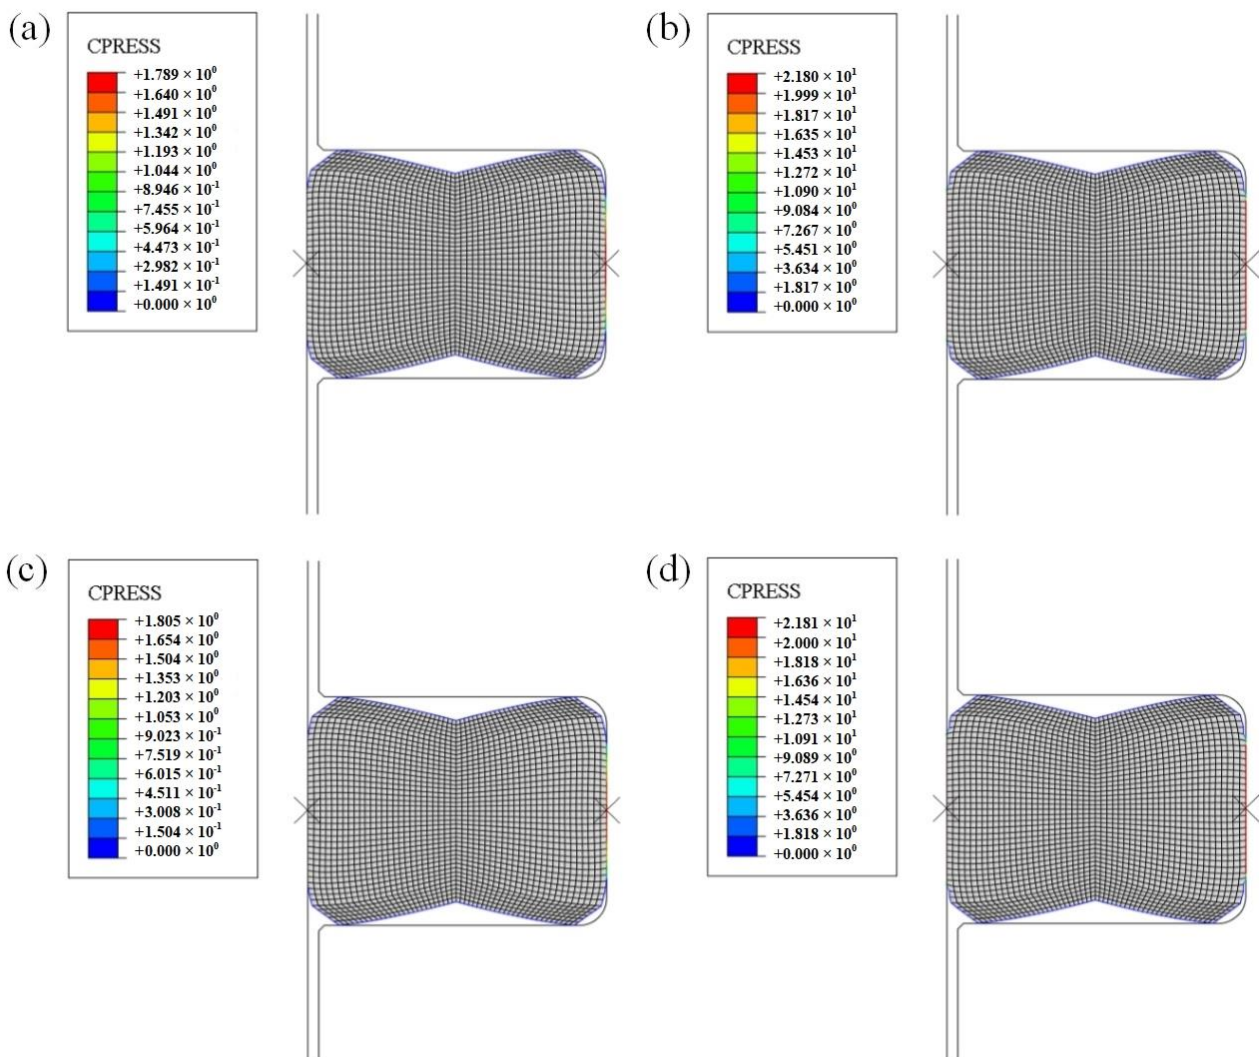 (a)
CPRESS
+1.789 × 10⁰
+1.640 × 10⁰
+1.491 × 10⁰
+1.342 × 10⁰
+1.193 × 10⁰
+1.044 × 10⁰
+8.946 × 10⁻¹
+7.455 × 10⁻¹
+5.964 × 10⁻¹
+4.473 × 10⁻¹
+2.982 × 10⁻¹
+1.491 × 10⁻¹
+0.000 × 10⁰
(b)
CPRESS
+2.180 × 10¹
+1.999 × 10¹
+1.817 × 10¹
+1.635 × 10¹
+1.453 × 10¹
+1.272 × 10¹
+1.090 × 10¹
+9.084 × 10⁰
+7.267 × 10⁰
+5.451 × 10⁰
+3.634 × 10⁰
+1.817 × 10⁰
+0.000 × 10⁰
(c)
CPRESS
+1.805 × 10⁰
+1.654 × 10⁰
+1.504 × 10⁰
+1.353 × 10⁰
+1.203 × 10⁰
+1.053 × 10⁰
+9.023 × 10⁻¹
+7.519 × 10⁻¹
+6.015 × 10⁻¹
+4.511 × 10⁻¹
+3.008 × 10⁻¹
+1.504 × 10⁻¹
+0.000 × 10⁰
(d)
CPRESS
+2.181 × 10¹
+2.000 × 10¹
+1.818 × 10¹
+1.636 × 10¹
+1.454 × 10¹
+1.273 × 10¹
+1.091 × 10¹
+9.089 × 10⁰
+7.271 × 10⁰
+5.454 × 10⁰
+3.636 × 10⁰
+1.818 × 10⁰
+0.000 × 10⁰